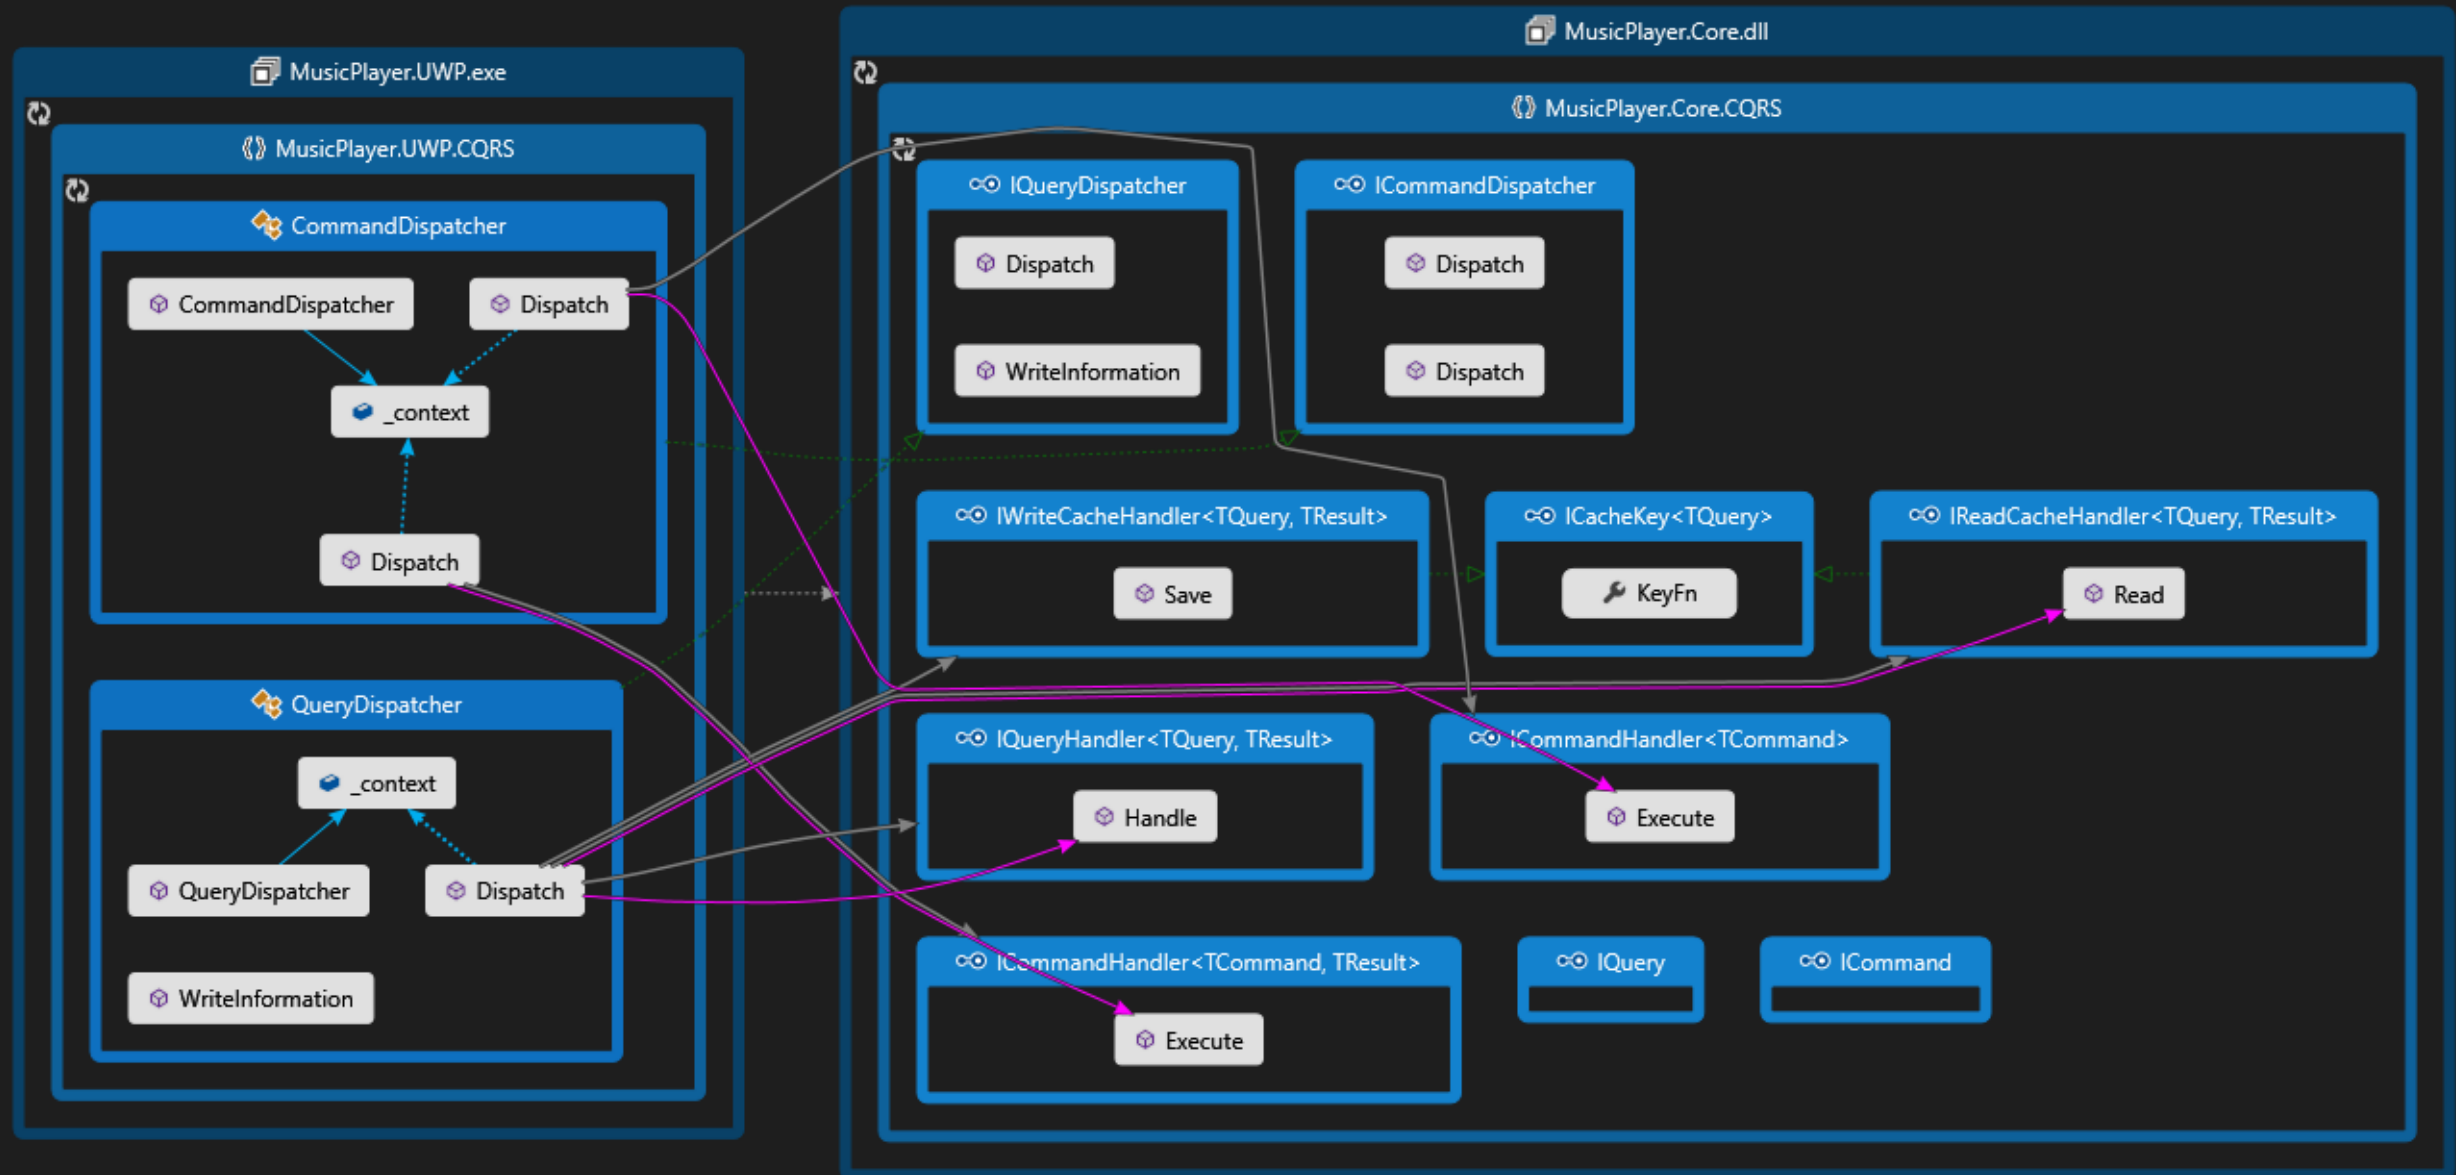 MusicPlayer.UWP.exe
MusicPlayer.UWP.CQRS
CommandDispatcher
CommandDispatcher
Dispatch
_context
Dispatch
QueryDispatcher
_context
QueryDispatcher
Dispatch
WriteInformation
MusicPlayer.Core.dll
MusicPlayer.Core.CQRS
IQueryDispatcher
Dispatch
WriteInformation
ICommandDispatcher
Dispatch
Dispatch
IWriteCacheHandler<TQuery, TResult>
Save
ICacheKey<TQuery>
KeyFn
IReadCacheHandler<TQuery, TResult>
Read
IQueryHandler<TQuery, TResult>
Handle
ICommandHandler<TCommand>
Execute
ICommandHandler<TCommand, TResult>
Execute
IQuery
ICommand